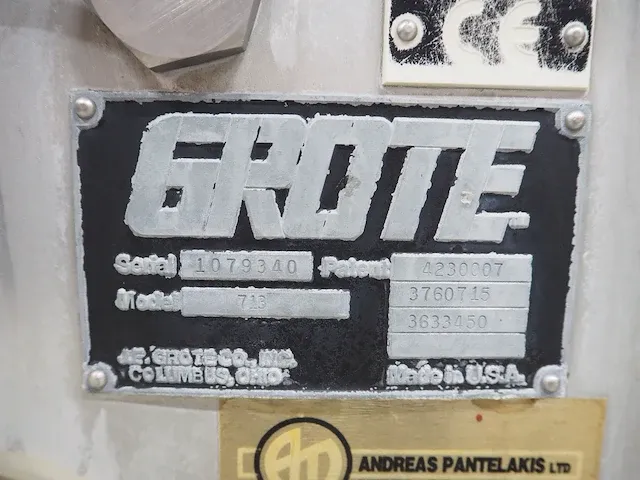 CE
GROTE
Serial 1079340 Patent 4230007
3760715
Model 713 3633450
J.E. GROTE CO., INC.
COLUMBUS, OHIO
Made in U.S.A.
ANDREAS PANTELAKIS LTD